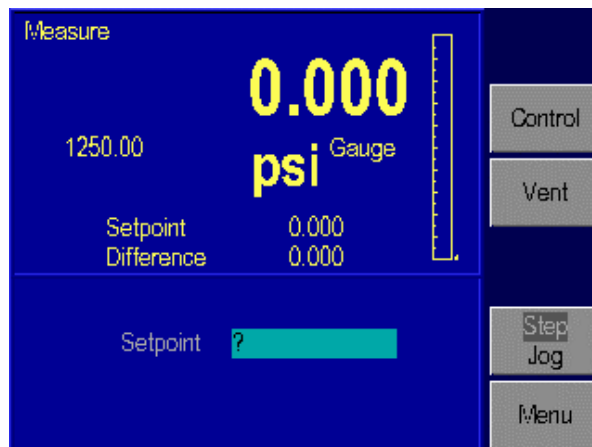 Measure
0.000
1250.00
psi Gauge
Setpoint 0.000
Difference 0.000
Setpoint ?
Control
Vent
Step
Jog
Menu